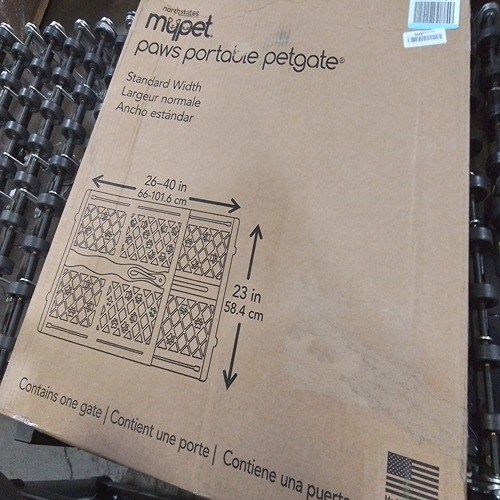 northstates
mypet
paws portable petgate®
Standard Width
Largeur normale
Ancho estándar
26-40 in
66-101.6 cm
23 in
58.4 cm
Contains one gate | Contient une porte | Contiene una puerta